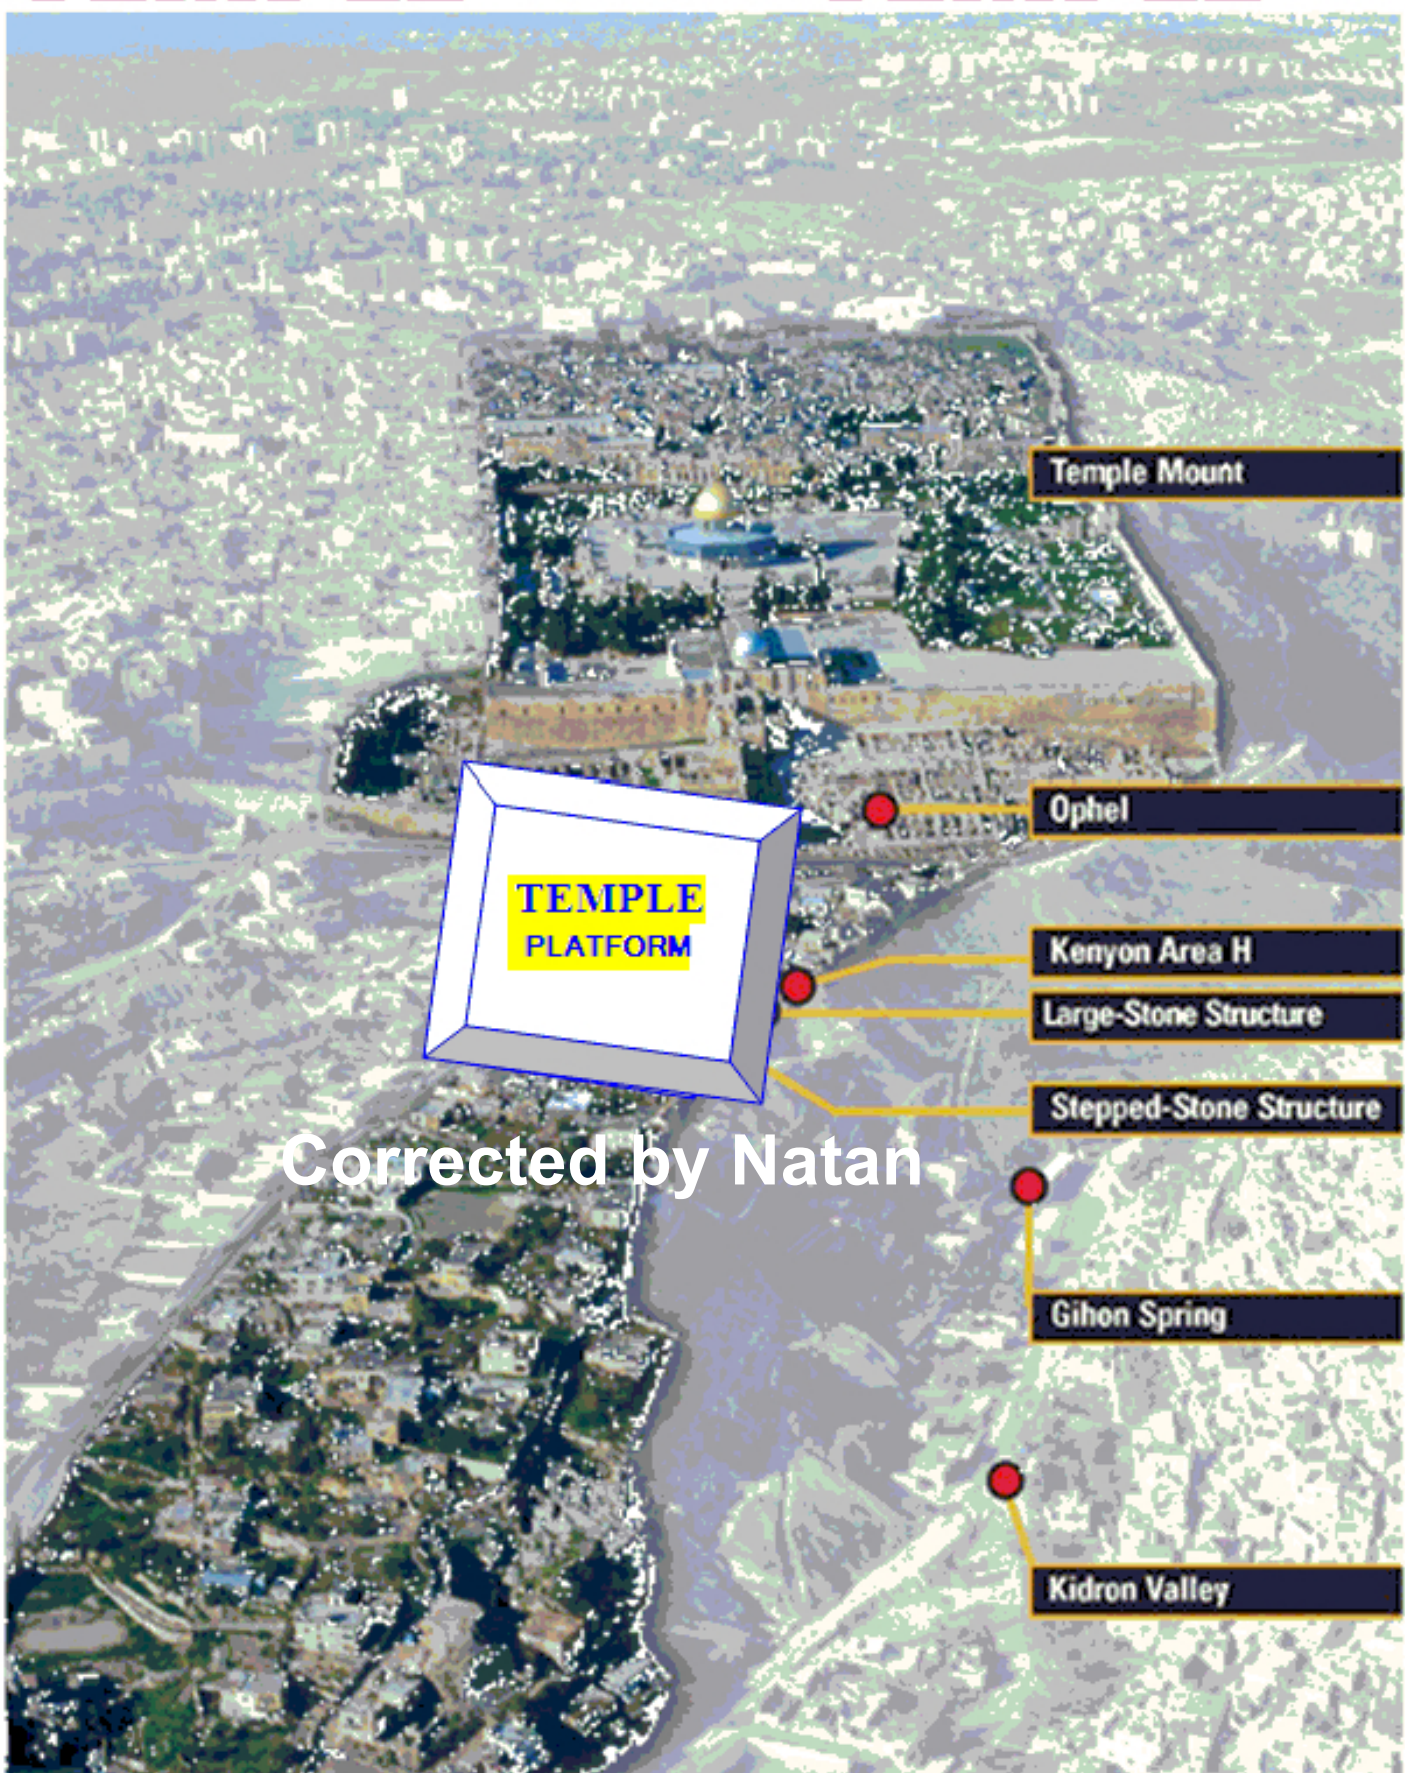 Temple Mount
Ophel
TEMPLE
PLATFORM
Kenyon Area H
Large-Stone Structure
Stepped-Stone Structure
Corrected by Natan
Gihon Spring
Kidron Valley